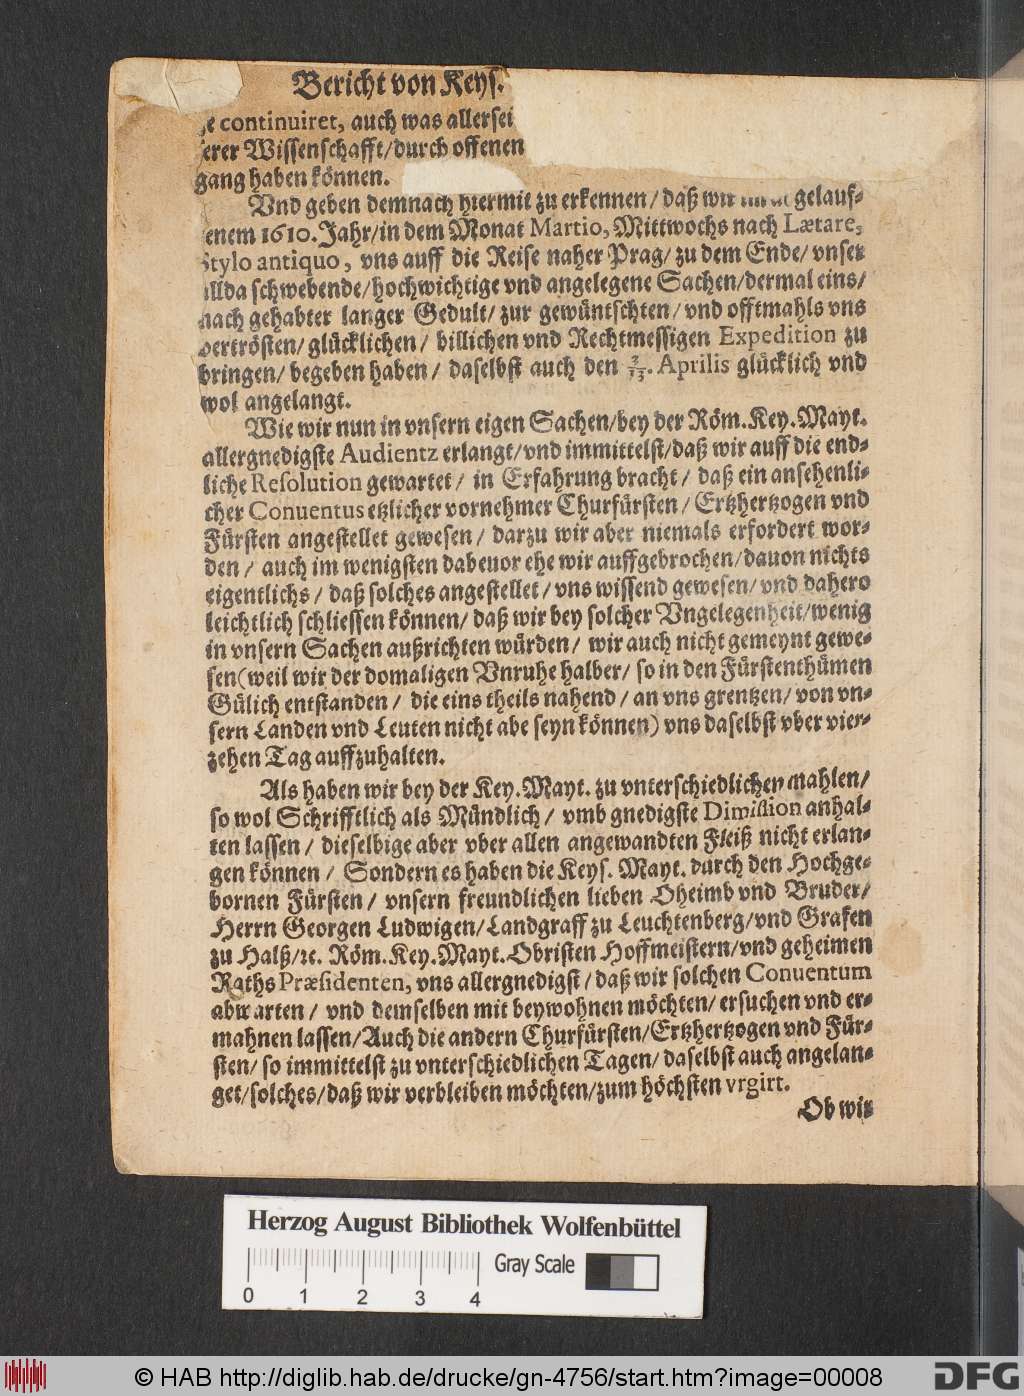 Bericht von Keys.
ge continuiret, auch was allersei
serer Wissenschafft/durch offenen
gang haben können.
Vnd geben demnach hiermit zu erkennen / daß wir gelauf-
enem 1610. Jahr/in dem Monat Martio, Mittwochs nach Lætare,
Stylo antiquo, vns auff die Reise naher Prag/ zu dem Ende/ vnser
allda schwebende/hochwichtige vnd angelegene Sachen/dermal eins/
nach gehabter langer Gedult/ zur gewüntschten / vnd offtmahls vns
vertrösten/ glücklichen / billichen vnd Rechtmessigen Expedition zu
bringen/ begeben haben / daselbst auch den 2/13. Aprilis glücklich vnd
wol angelangt.
Wie wir nun in vnsern eigen Sachen/bey der Röm. Key. Mayt.
allergnedigste Audientz erlangt/vnd immittelst/daß wir auff die end-
liche Resolution gewartet / in Erfahrung bracht / daß ein ansehenli-
cher Conuentus etzlicher vornehmer Churfürsten / Ertzhertzogen vnd
Fürsten angestellet gewesen / darzu wir aber niemals erfordert wor-
den / auch im wenigsten dabeuor ehe wir auffgebrochen/dauon nichts
eigentlichs / daß solches angestellet / vns wissend gewesen/ vnd dahero
leichtlich schliessen können/ daß wir bey solcher Vngelegenheit/wenig
in vnsern Sachen außrichten würden / wir auch nicht gemeynt gewe-
sen(weil wir der domaligen Vnruhe halber/ so in den Fürstenthümen
Gülich entstanden / die eins theils nahend / an vns grentzen/ von vn-
sern Landen vnd Leuten nicht abe seyn können) vns daselbst vber vier-
zehen Tag auffzuhalten.
Als haben wir bey der Key. Mayt. zu vnterschiedlichen mahlen/
so wol Schrifftlich als Mündlich / vmb gnedigste Dimission anhal-
ten lassen / dieselbige aber vber allen angewandten Fleiß nicht erlan-
gen können / Sondern es haben die Keys. Mayt. durch den Hochge-
bornen Fürsten / vnsern freundlichen lieben Oheimb vnd Bruder/
Herrn Georgen Ludwigen/Landgraff zu Leuchtenberg/vnd Grafen
zu Halß/ꝛc. Röm. Key. Mayt. Obristen Hoffmeistern/vnd geheimen
Raths Præsidenten, vns allergnedigst / daß wir solchen Conuentum
abwarten / vnd demselben mit beywohnen möchten/ ersuchen vnd er-
mahnen lassen/Auch die andern Churfürsten/Ertzhertzogen vnd Für-
sten/ so immittelst zu vnterschiedlichen Tagen/ daselbst auch angelan-
get/solches/daß wir verbleiben möchten/zum höchsten vrgirt.
Ob wir
Herzog August Bibliothek Wolfenbüttel
Gray Scale
0 1 2 3 4
© HAB http://diglib.hab.de/drucke/gn-4756/start.htm?image=00008
DFG